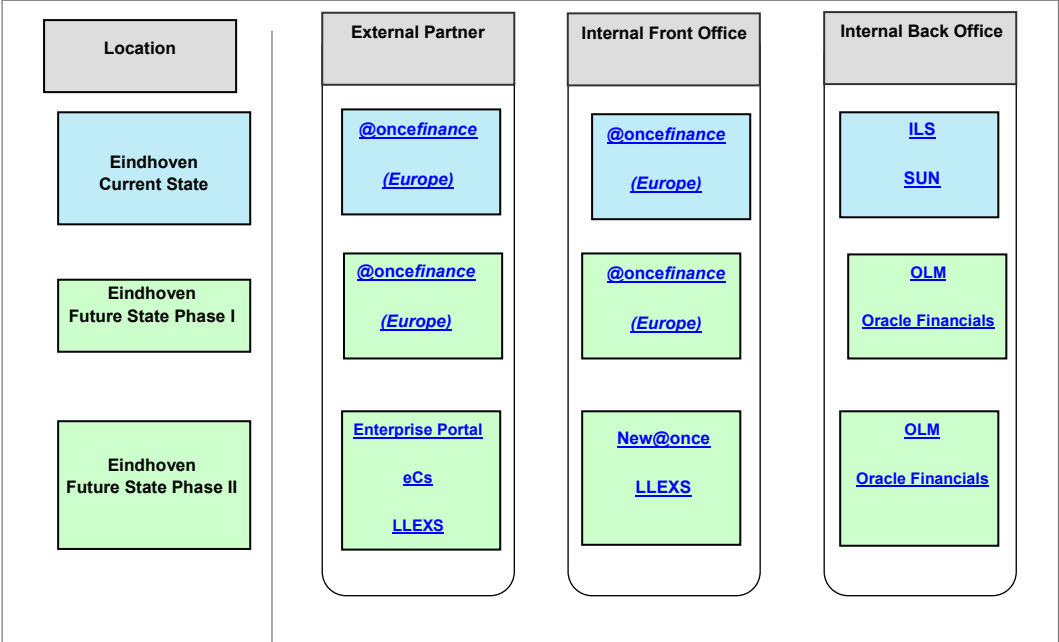 Location
External Partner
Internal Front Office
Internal Back Office
Eindhoven
Current State
@oncefinance
(Europe)
@oncefinance
(Europe)
ILS
SUN
Eindhoven
Future State Phase I
@oncefinance
(Europe)
@oncefinance
(Europe)
OLM
Oracle Financials
Eindhoven
Future State Phase II
Enterprise Portal
eCs
LLEXS
New@once
LLEXS
OLM
Oracle Financials